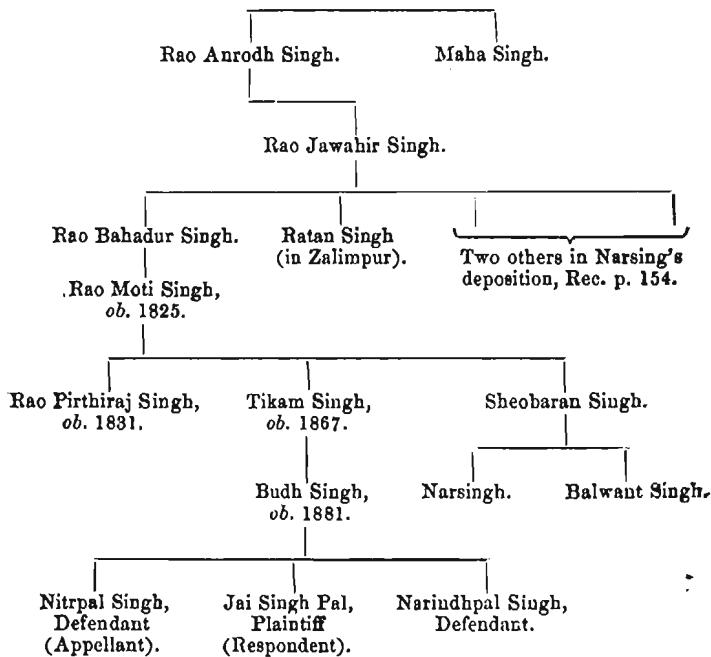 Rao Anrodh Singh. Maha Singh.
Rao Jawahir Singh.
Rao Bahadur Singh. Ratan Singh
(in Zalimpur). Two others in Narsing's
deposition, Rec. p. 154.
Rao Moti Singh,
ob. 1825.
Rao Pirthiraj Singh,
ob. 1831. Tikam Singh,
ob. 1867. Sheobaran Singh.
Budh Singh,
ob. 1881. Narsingh. Balwant Singh.
Nitrpal Singh,
Defendant
(Appellant). Jai Singh Pal,
Plaintiff
(Respondent). Narindhpal Singh,
Defendant.